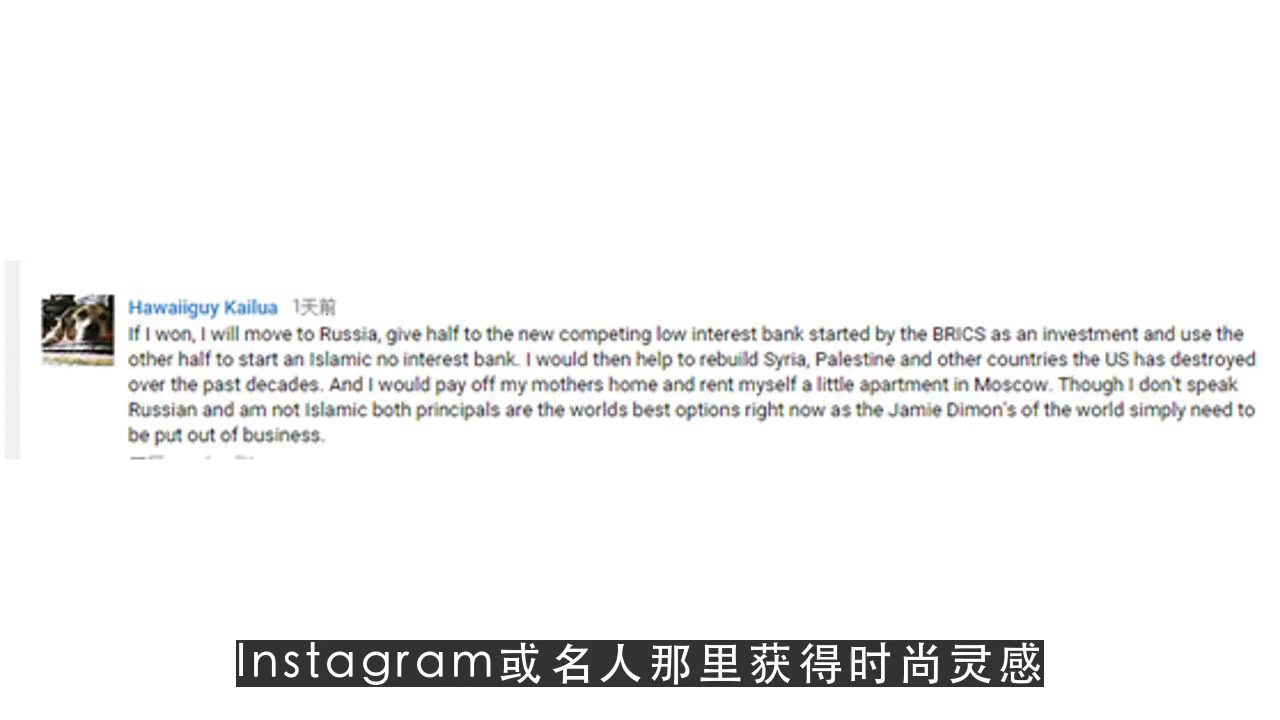 Hawaiiguy Kailua 1天前
If I won, I will move to Russia, give half to the new competing low interest bank started by the BRICS as an investment and use the
other half to start an Islamic no interest bank. I would then help to rebuild Syria, Palestine and other countries the US has destroyed
over the past decades. And I would pay off my mothers home and rent myself a little apartment in Moscow. Though I don't speak
Russian and am not Islamic both principals are the worlds best options right now as the Jamie Dimon's of the world simply need to
be put out of business.
Instagram或名人那里获得时尚灵感